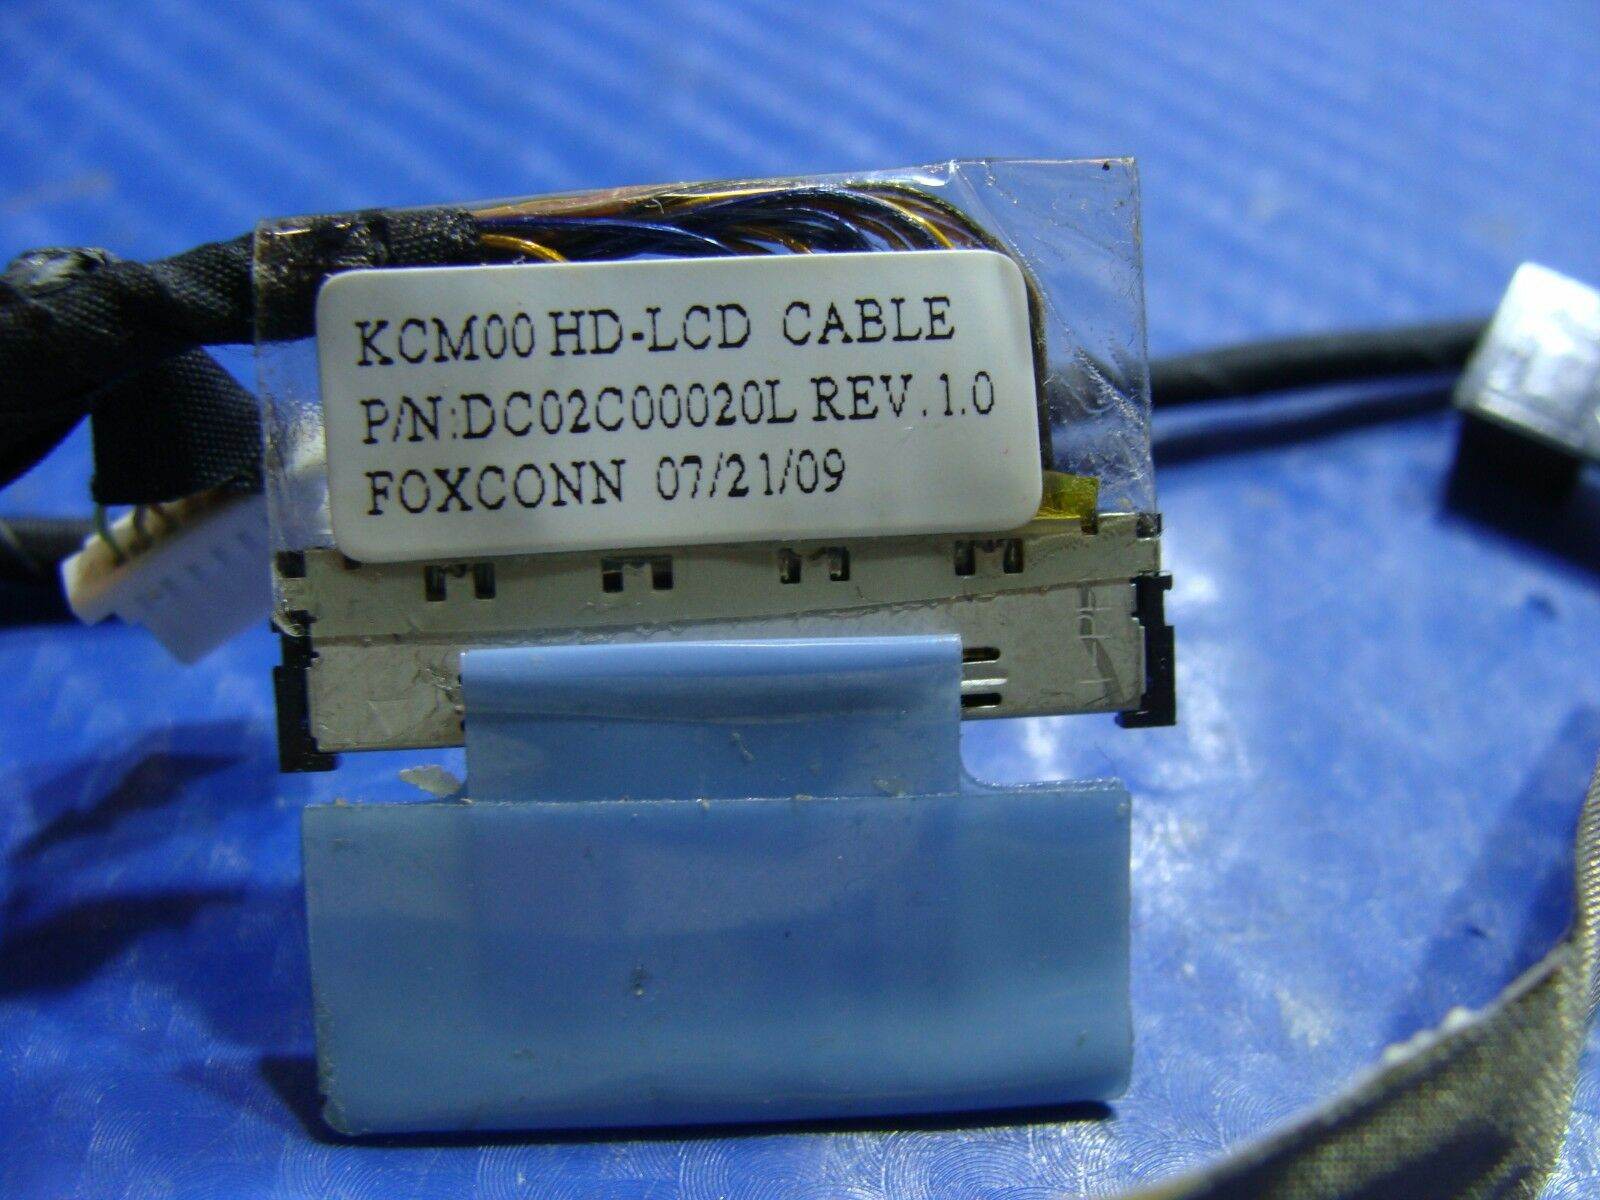 KCM00 HD-LCD CABLE
P/N:DC02C00020L REV.1.0
FOXCONN 07/21/09